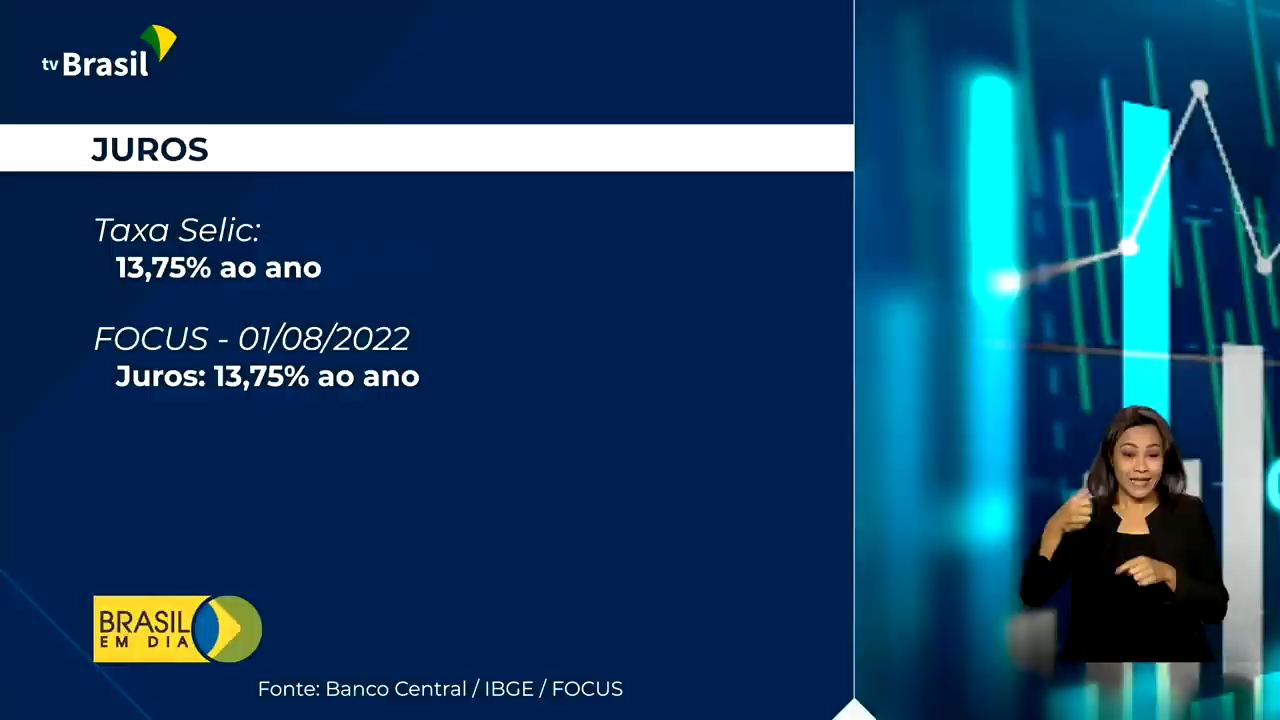 tv Brasil
JUROS
Taxa Selic:
13,75% ao ano
FOCUS - 01/08/2022
Juros: 13,75% ao ano
BRASIL
EM DIA
Fonte: Banco Central / IBGE / FOCUS